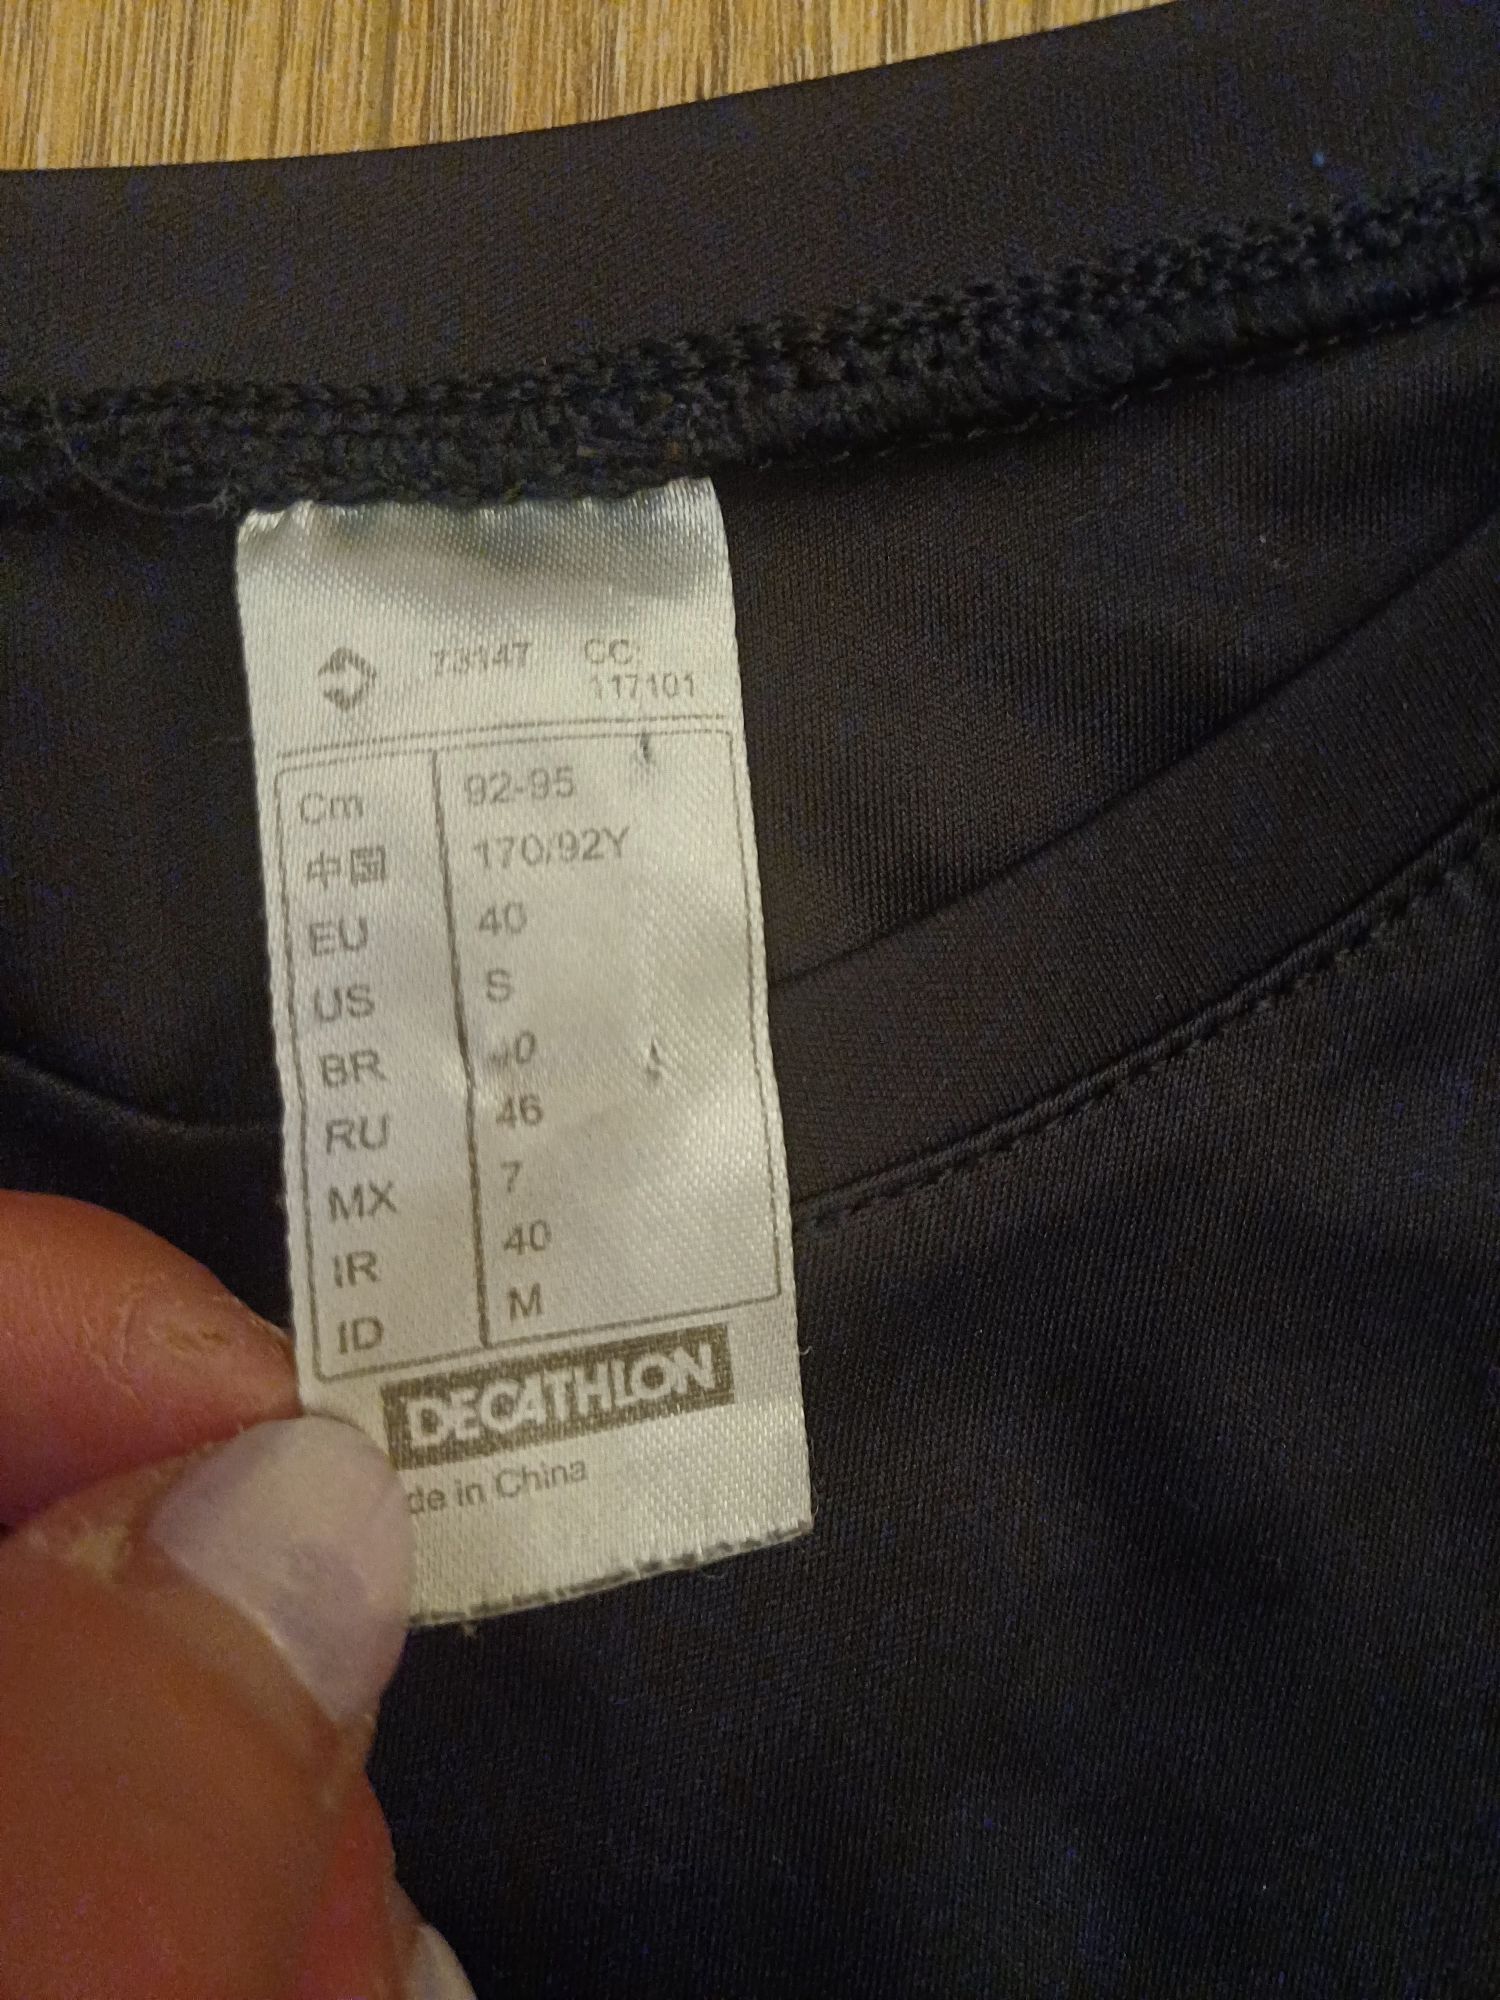 73147 CC:
117101
Cm 92-95
中国 170/92Y
EU 40
US S
BR
RU 46
MX 7
IR 40
ID M
DECATHLON
de in China